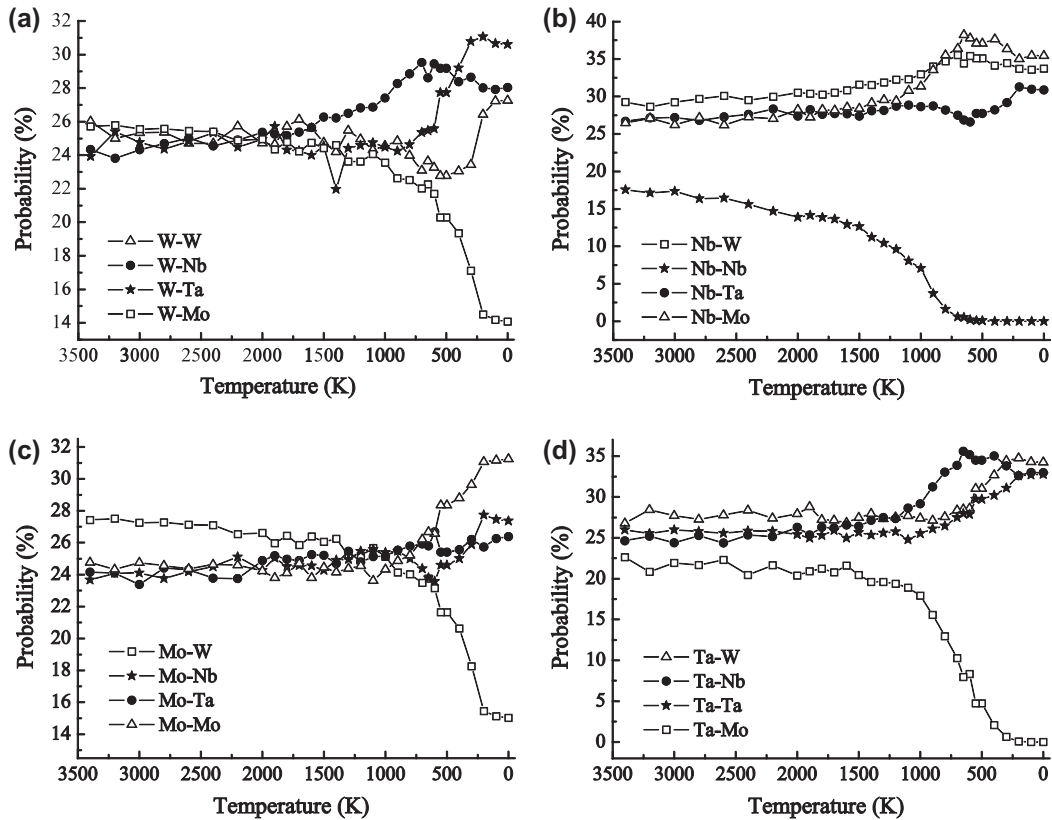 (a)
Probability (%)
32
30
28
26
24
22
20
18
16
14
W-W
W-Nb
W-Ta
W-Mo
3500 3000 2500 2000 1500 1000 500 0
Temperature (K)
(b)
Probability (%)
40
35
30
25
20
15
10
5
0
Nb-W
Nb-Nb
Nb-Ta
Nb-Mo
3500 3000 2500 2000 1500 1000 500 0
Temperature (K)
(c)
Probability (%)
32
30
28
26
24
22
20
18
16
14
Mo-W
Mo-Nb
Mo-Ta
Mo-Mo
3500 3000 2500 2000 1500 1000 500 0
Temperature (K)
(d)
Probability (%)
35
30
25
20
15
10
5
0
Ta-W
Ta-Nb
Ta-Ta
Ta-Mo
3500 3000 2500 2000 1500 1000 500 0
Temperature (K)